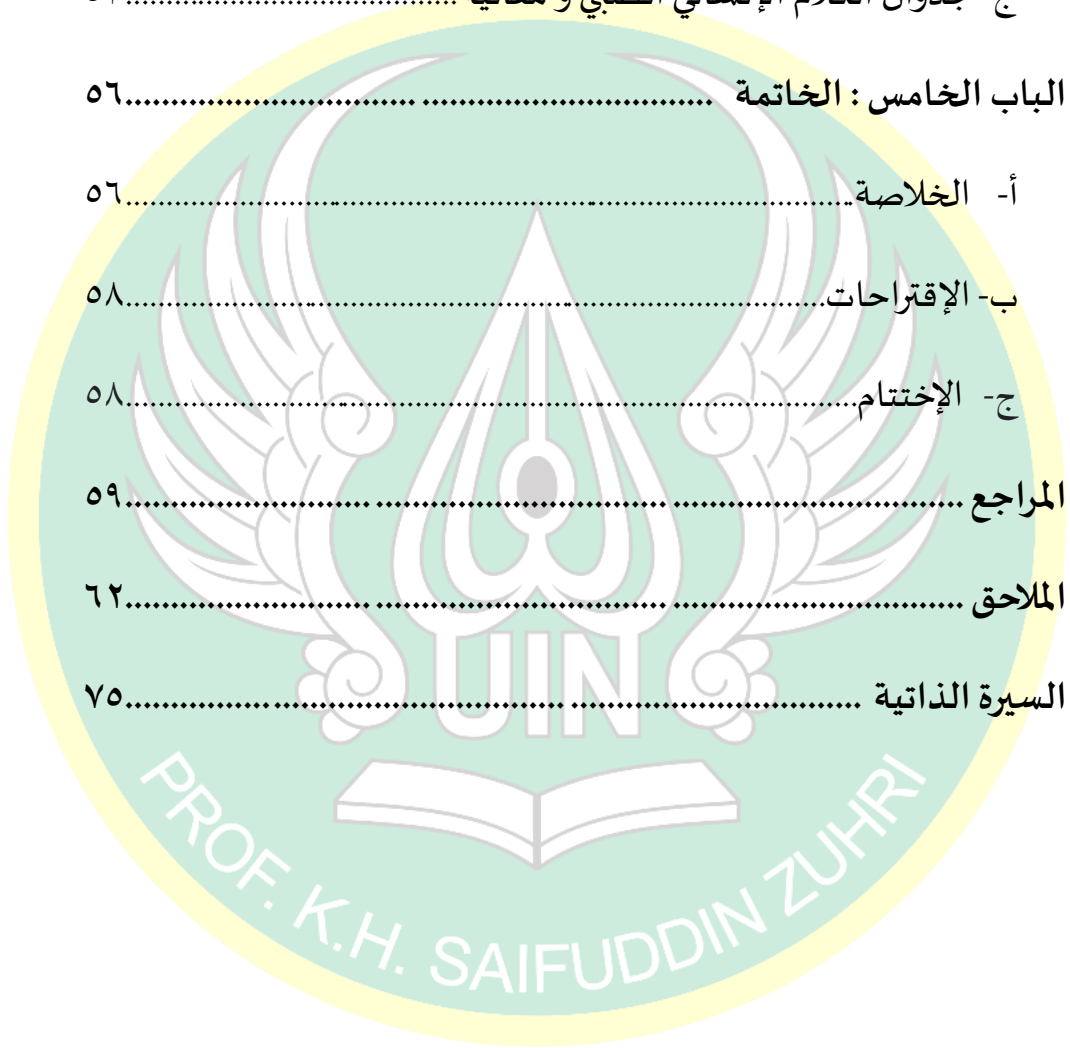 الباب الخامس : الخاتمة ................................................................ ٥٦
أ- الخلاصة................................................................................٥٦
ب- الإقتراحات................................................................................٥٨
ج- الإختتام................................................................................٥٨
المراجع ................................................................................٥٩
الملاحق ................................................................................٦٢
السيرة الذاتية ................................................................................٧٥
UIN
PROF. K.H. SAIFUDDIN ZUHRI